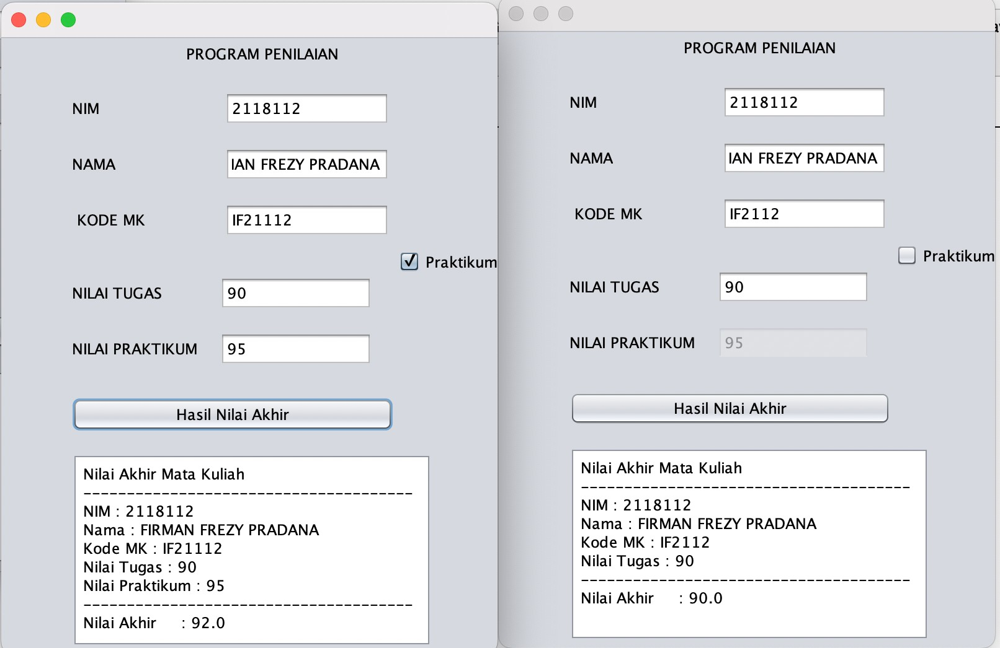 PROGRAM PENILAIAN
NIM 2118112
NAMA IAN FREZY PRADANA
KODE MK IF21112
Praktikum
NILAI TUGAS 90
NILAI PRAKTIKUM 95
Hasil Nilai Akhir
Nilai Akhir Mata Kuliah
--------------------------------------
NIM : 2118112
Nama : FIRMAN FREZY PRADANA
Kode MK : IF21112
Nilai Tugas : 90
Nilai Praktikum : 95
--------------------------------------
Nilai Akhir : 92.0
PROGRAM PENILAIAN
NIM 2118112
NAMA IAN FREZY PRADANA
KODE MK IF2112
Praktikum
NILAI TUGAS 90
NILAI PRAKTIKUM 95
Hasil Nilai Akhir
Nilai Akhir Mata Kuliah
--------------------------------------
NIM : 2118112
Nama : FIRMAN FREZY PRADANA
Kode MK : IF2112
Nilai Tugas : 90
--------------------------------------
Nilai Akhir : 90.0